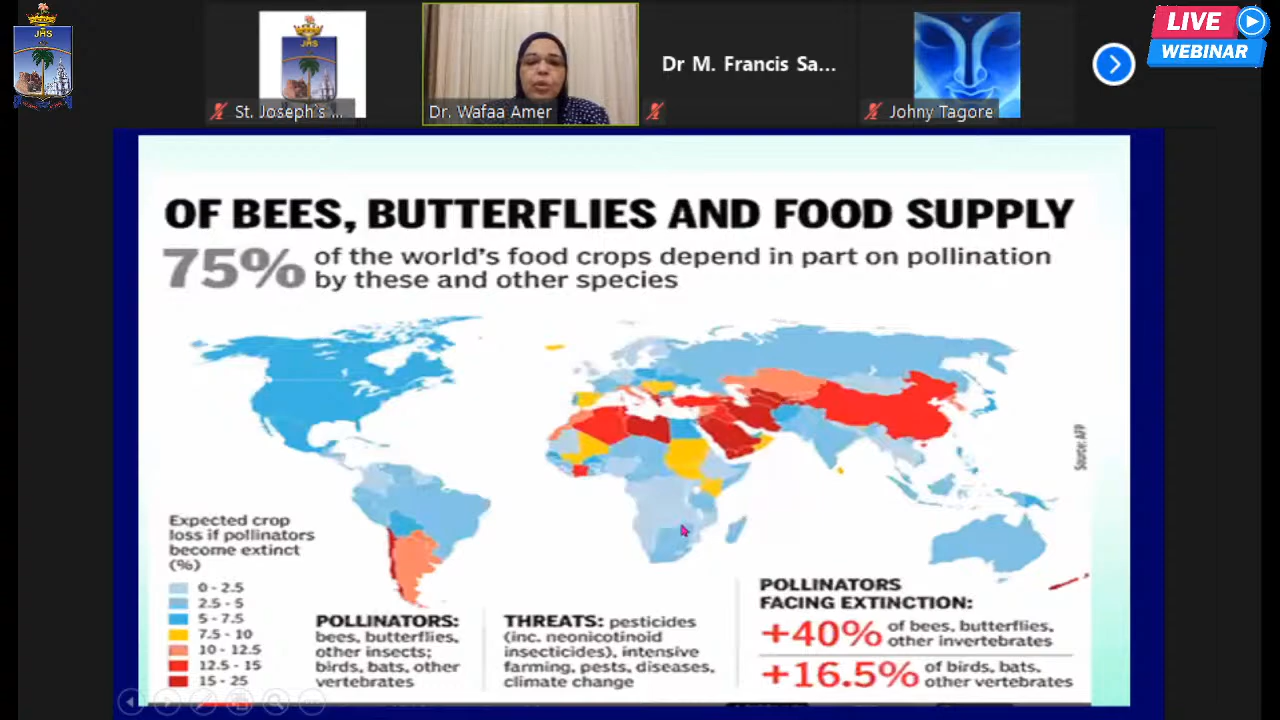 JHS
JHS
St. Joseph's ...
Dr. Wafaa Amer
Dr M. Francis Sa...
Johny Tagore
LIVE
WEBINAR
OF BEES, BUTTERFLIES AND FOOD SUPPLY
75% of the world's food crops depend in part on pollination
by these and other species
Source: AFP
Expected crop
loss if pollinators
become extinct
(%)
0 - 2.5
2.5 - 5
5 - 7.5
7.5 - 10
10 - 12.5
12.5 - 15
15 - 25
POLLINATORS:
bees, butterflies,
other insects;
birds, bats, other
vertebrates
THREATS: pesticides
(inc. neonicotinoid
insecticides), intensive
farming, pests, diseases,
climate change
POLLINATORS
FACING EXTINCTION:
+40% of bees, butterflies,
other invertebrates
+16.5% of birds, bats,
other vertebrates